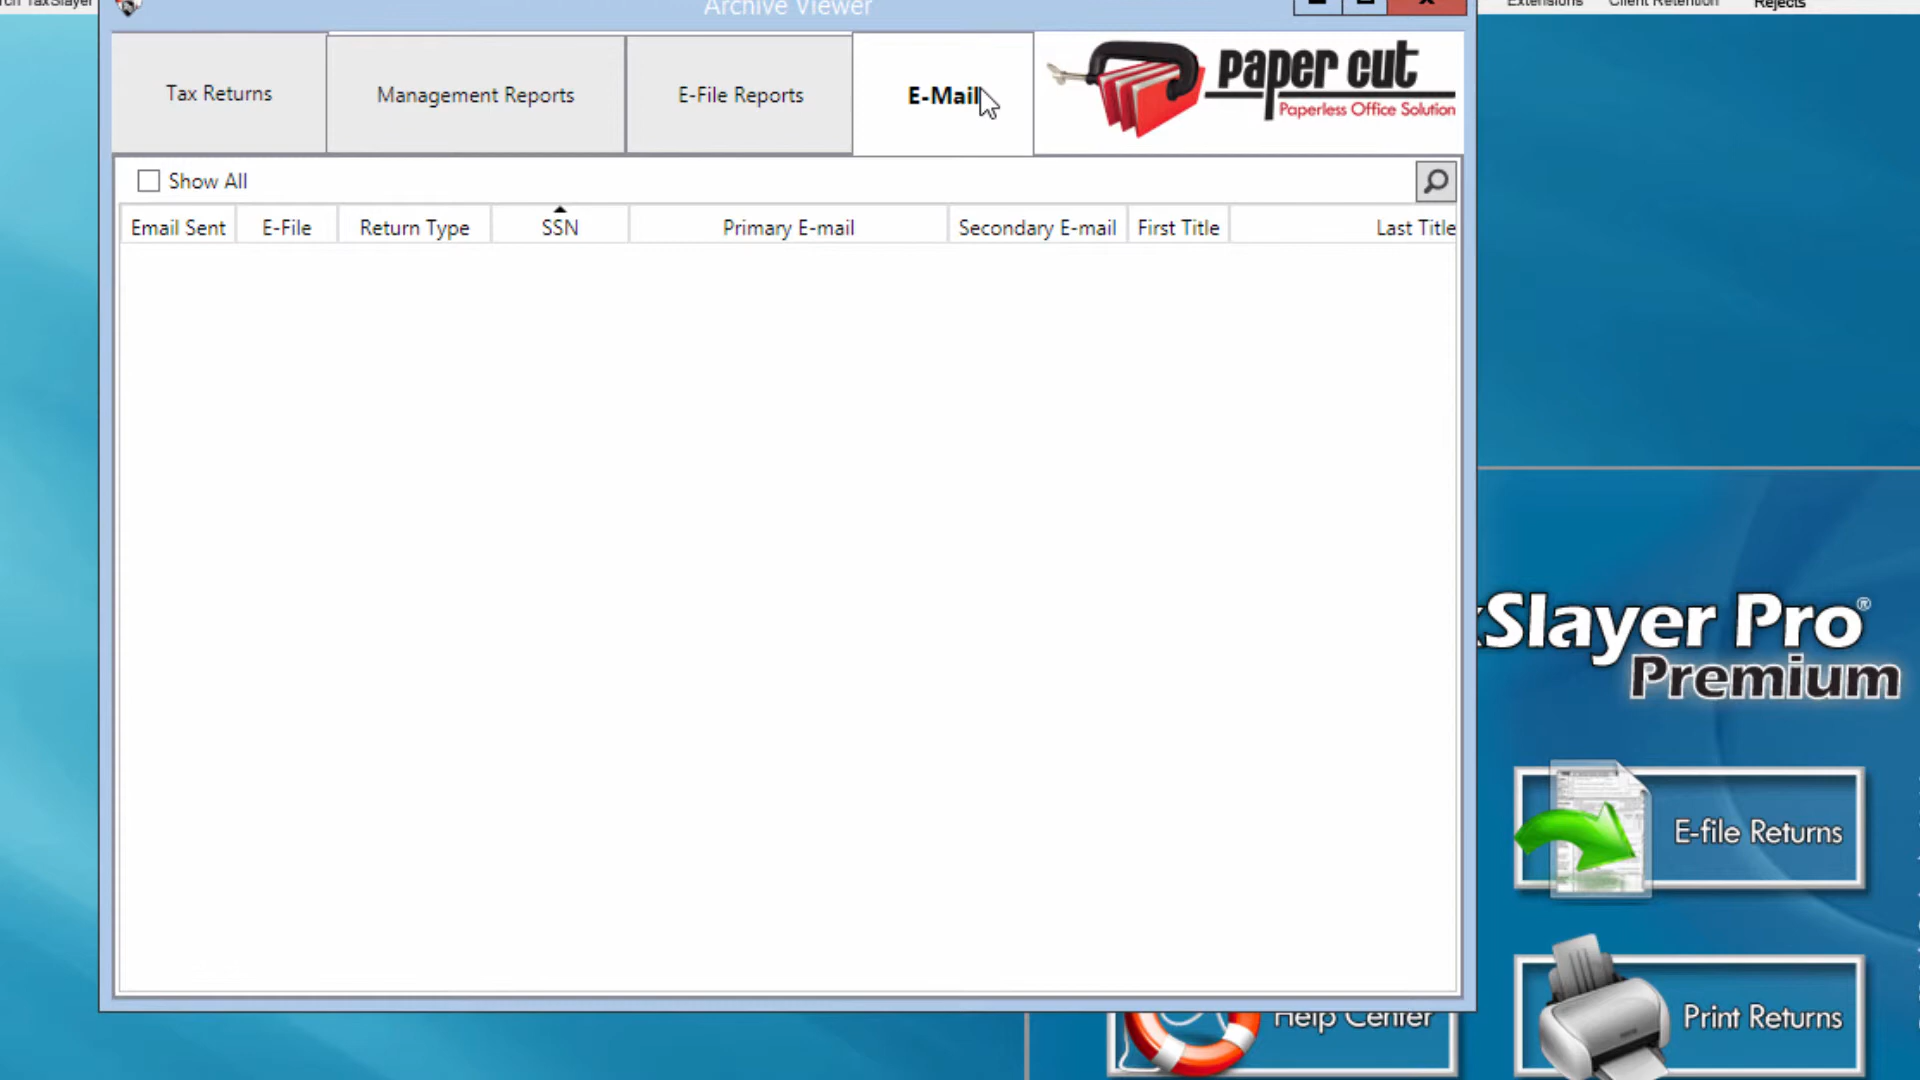 rch TaxSlayer
Archive Viewer
Extensions Client Retention Rejects
Tax Returns Management Reports E-File Reports E-Mail
paper cut
Paperless Office Solution
Show All
Email Sent E-File Return Type SSN Primary E-mail Secondary E-mail First Title Last Title
Slayer Pro®
Premium
E-file Returns
Help Center
Print Returns